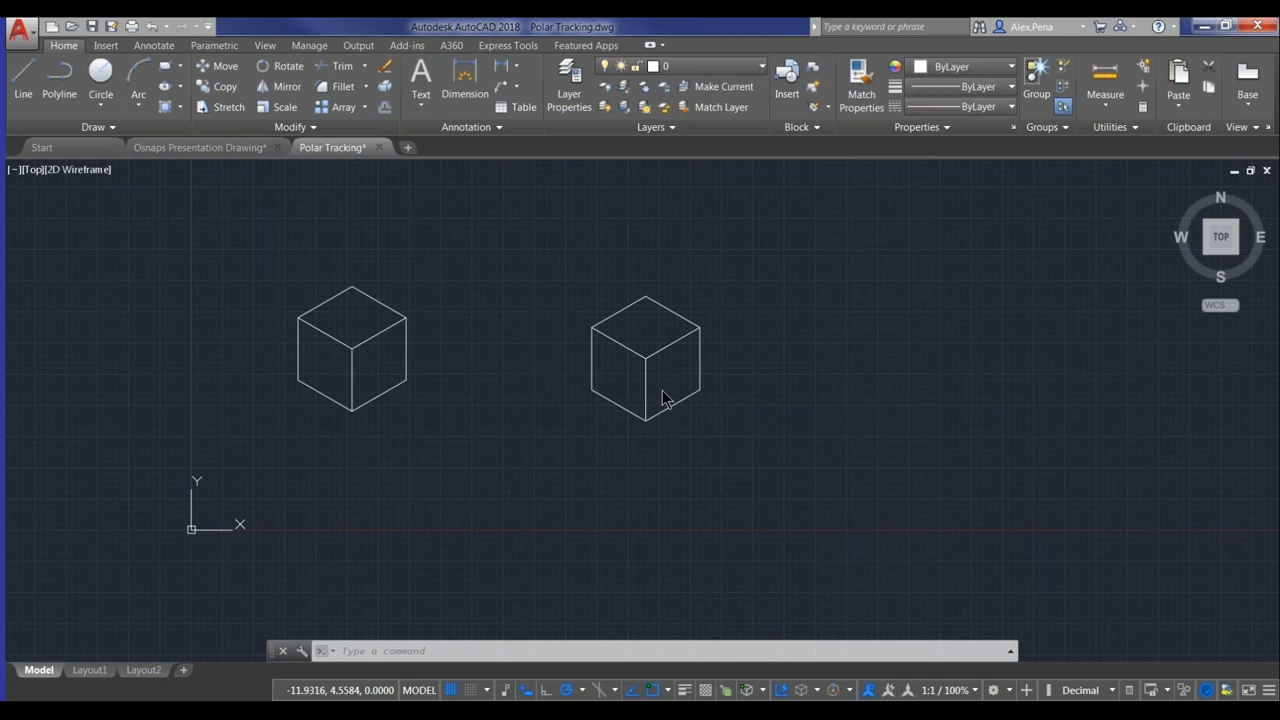 Autodesk AutoCAD 2018 Polar Tracking.dwg
Type a keyword or phrase
Alex.Pena
Home Insert Annotate Parametric View Manage Output Add-ins A360 Express Tools Featured Apps
Line Polyline Circle Arc
Move Rotate Trim
Copy Mirror Fillet
Stretch Scale Array
Text Dimension
Table
Layer Properties
0
Make Current
Match Layer
Insert
Match Properties
ByLayer
ByLayer
ByLayer
Group
Measure
Paste
Base
Draw Modify Annotation Layers Block Properties Groups Utilities Clipboard View
Start Osnaps Presentation Drawing* Polar Tracking*
[−][Top][2D Wireframe]
N
W TOP E
S
WCS
Y
X
Type a command
Model Layout1 Layout2
-11.9316, 4.5584, 0.0000 MODEL 1:1 / 100% Decimal